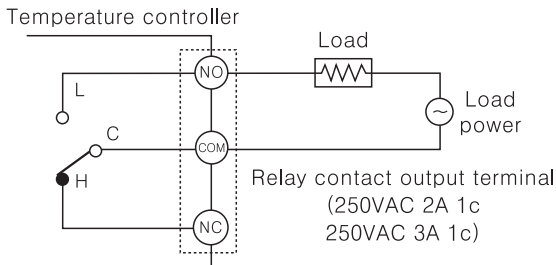 Temperature controller
NO
Load
L
Load
power
C
COM
H
Relay contact output terminal
(250VAC 2A 1c
250VAC 3A 1c)
NC